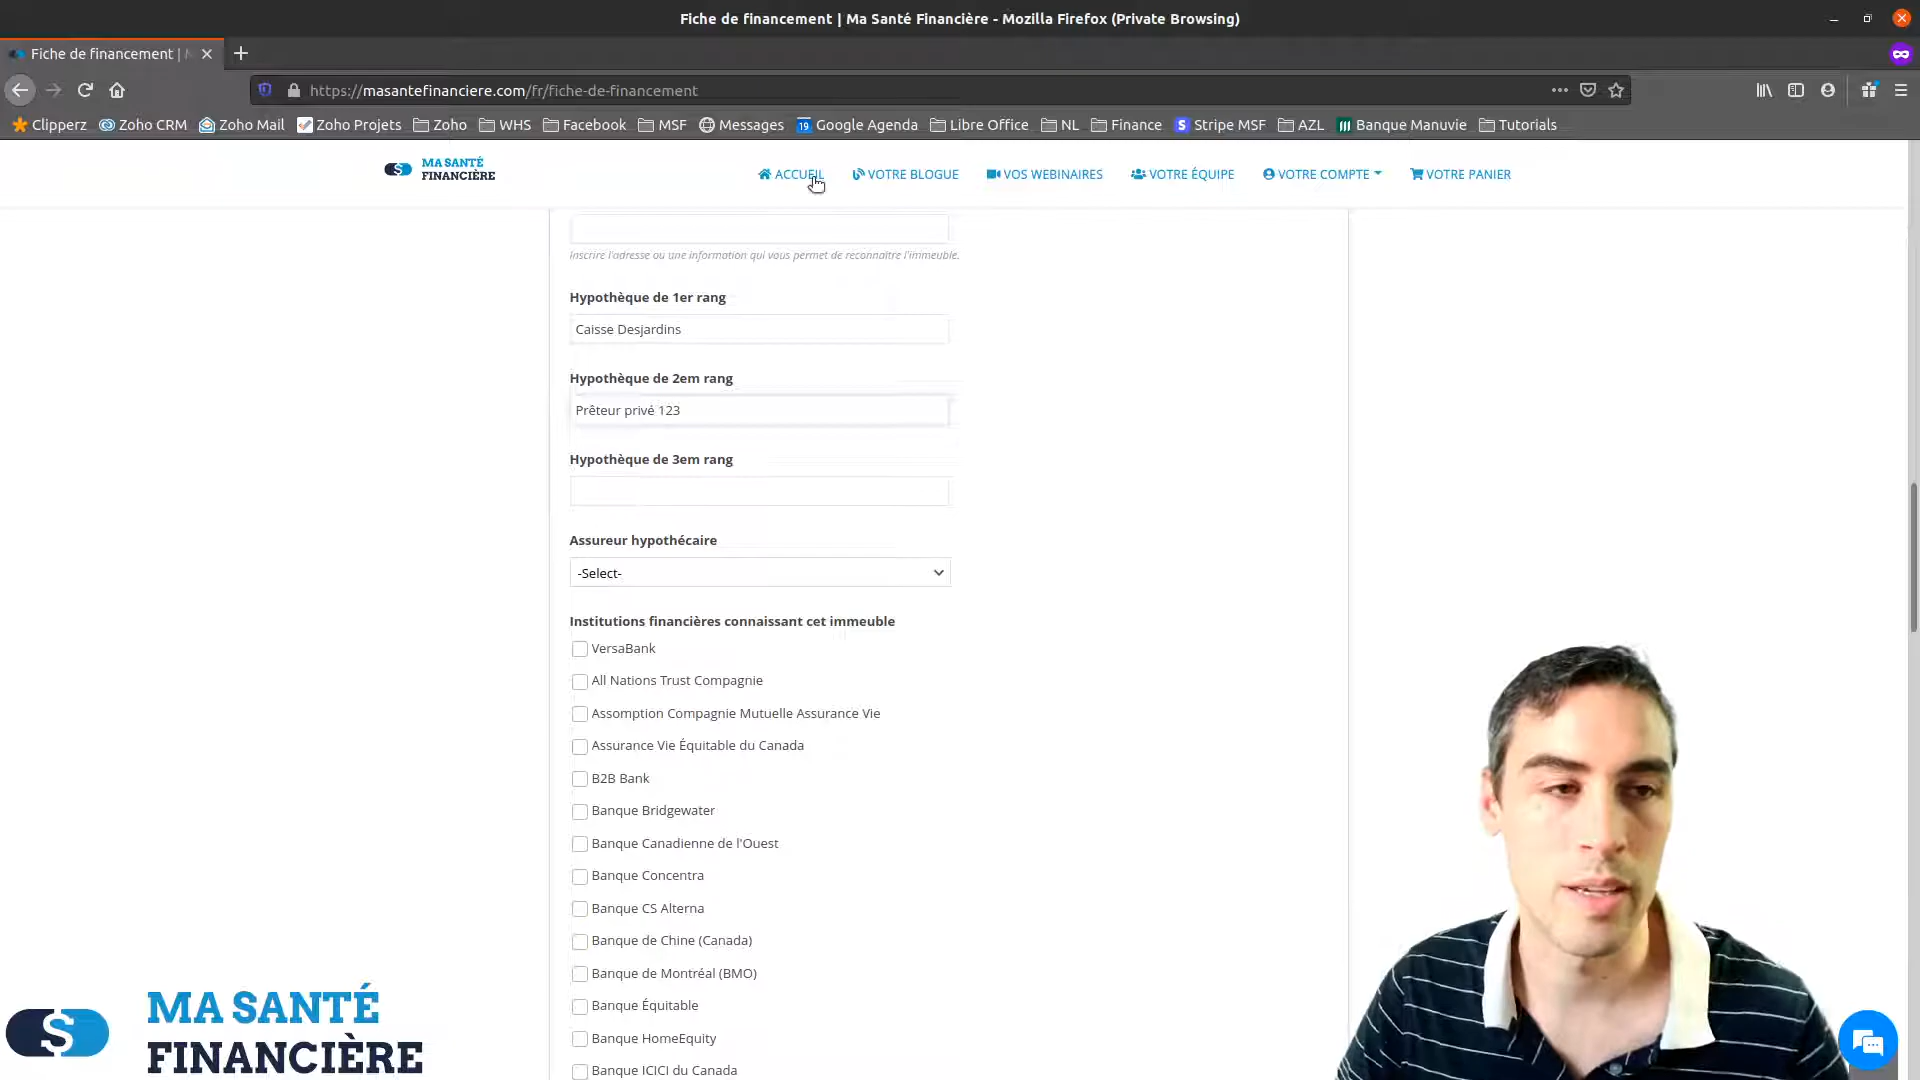 Fiche de financement | Ma Santé Financière - Mozilla Firefox (Private Browsing)
Fiche de financement |
https://masantefinanciere.com/fr/fiche-de-financement
Clipperz Zoho CRM Zoho Mail Zoho Projets Zoho WHS Facebook MSF Messages 19 Google Agenda Libre Office NL Finance S Stripe MSF AZL Banque Manuvie Tutorials
MA SANTÉ
FINANCIÈRE
ACCUEIL VOTRE BLOGUE VOS WEBINAIRES VOTRE ÉQUIPE VOTRE COMPTE VOTRE PANIER
Inscrire l'adresse ou une information qui vous permet de reconnaître l'immeuble.
Hypothèque de 1er rang
Caisse Desjardins
Hypothèque de 2em rang
Prêteur privé 123
Hypothèque de 3em rang
Assureur hypothécaire
-Select-
Institutions financières connaissant cet immeuble
VersaBank
All Nations Trust Compagnie
Assomption Compagnie Mutuelle Assurance Vie
Assurance Vie Équitable du Canada
B2B Bank
Banque Bridgewater
Banque Canadienne de l'Ouest
Banque Concentra
Banque CS Alterna
Banque de Chine (Canada)
Banque de Montréal (BMO)
Banque Équitable
Banque HomeEquity
Banque ICICI du Canada
S MA SANTÉ
FINANCIÈRE